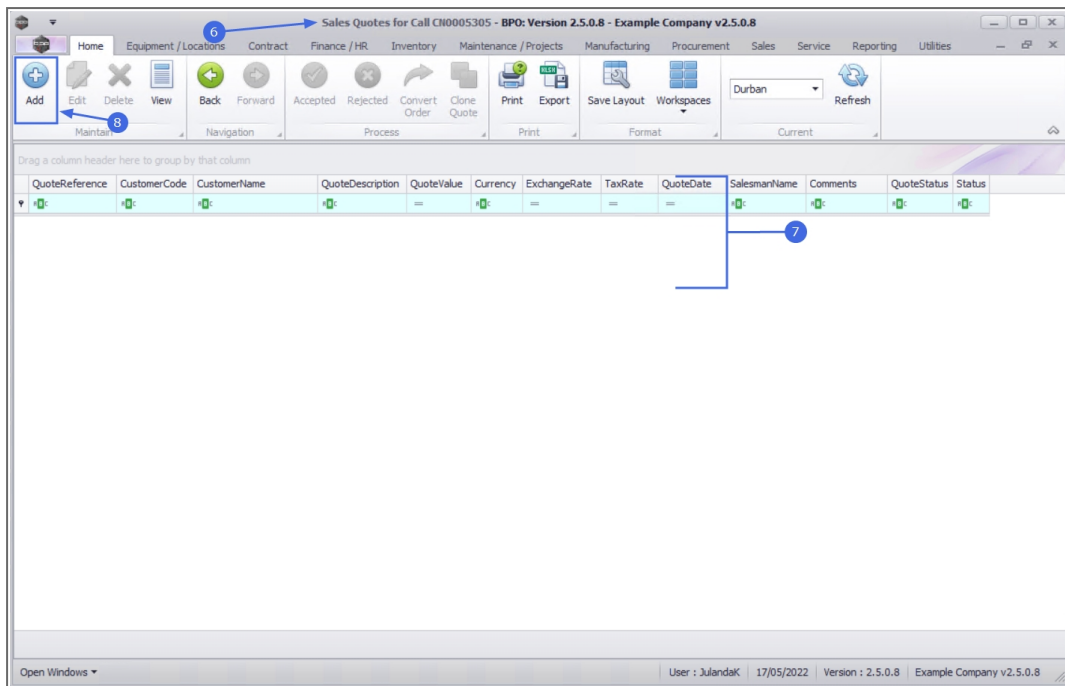 Sales Quotes for Call CN0005305 - BPO: Version 2.5.0.8 - Example Company v2.5.0.8
6
Home Equipment / Locations Contract Finance / HR Inventory Maintenance / Projects Manufacturing Procurement Sales Service Reporting Utilities
Add Edit Delete View Back Forward Accepted Rejected Convert Order Clone Quote Print Export Save Layout Workspaces Durban Refresh
8
Maintain Navigation Process Print Format Current
Drag a column header here to group by that column
QuoteReference CustomerCode CustomerName QuoteDescription QuoteValue Currency ExchangeRate TaxRate QuoteDate SalesmanName Comments QuoteStatus Status
7
Open Windows User : JulandaK 17/05/2022 Version : 2.5.0.8 Example Company v2.5.0.8